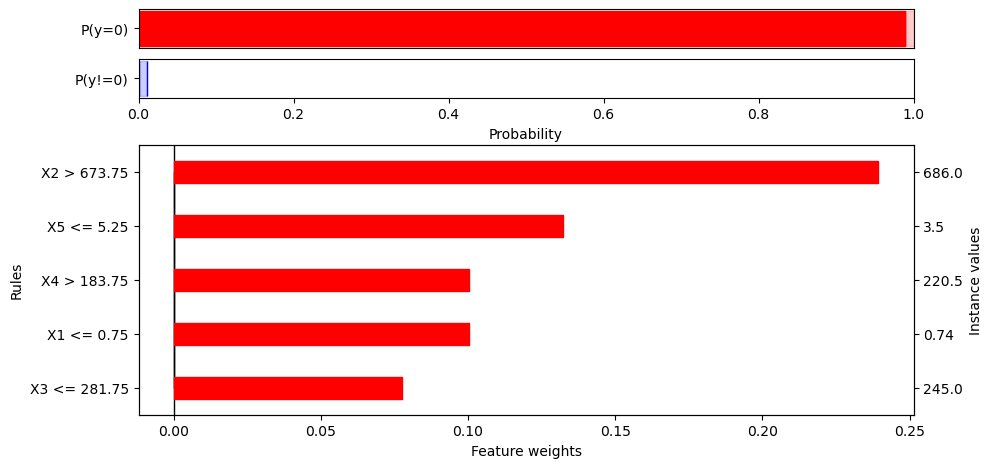 P(y=0)
P(y!=0)
0.0 0.2 0.4 0.6 0.8 1.0
Probability
X2 > 673.75 686.0
X5 <= 5.25 3.5
X4 > 183.75 220.5
X1 <= 0.75 0.74
X3 <= 281.75 245.0
Rules
Instance values
0.00 0.05 0.10 0.15 0.20 0.25
Feature weights